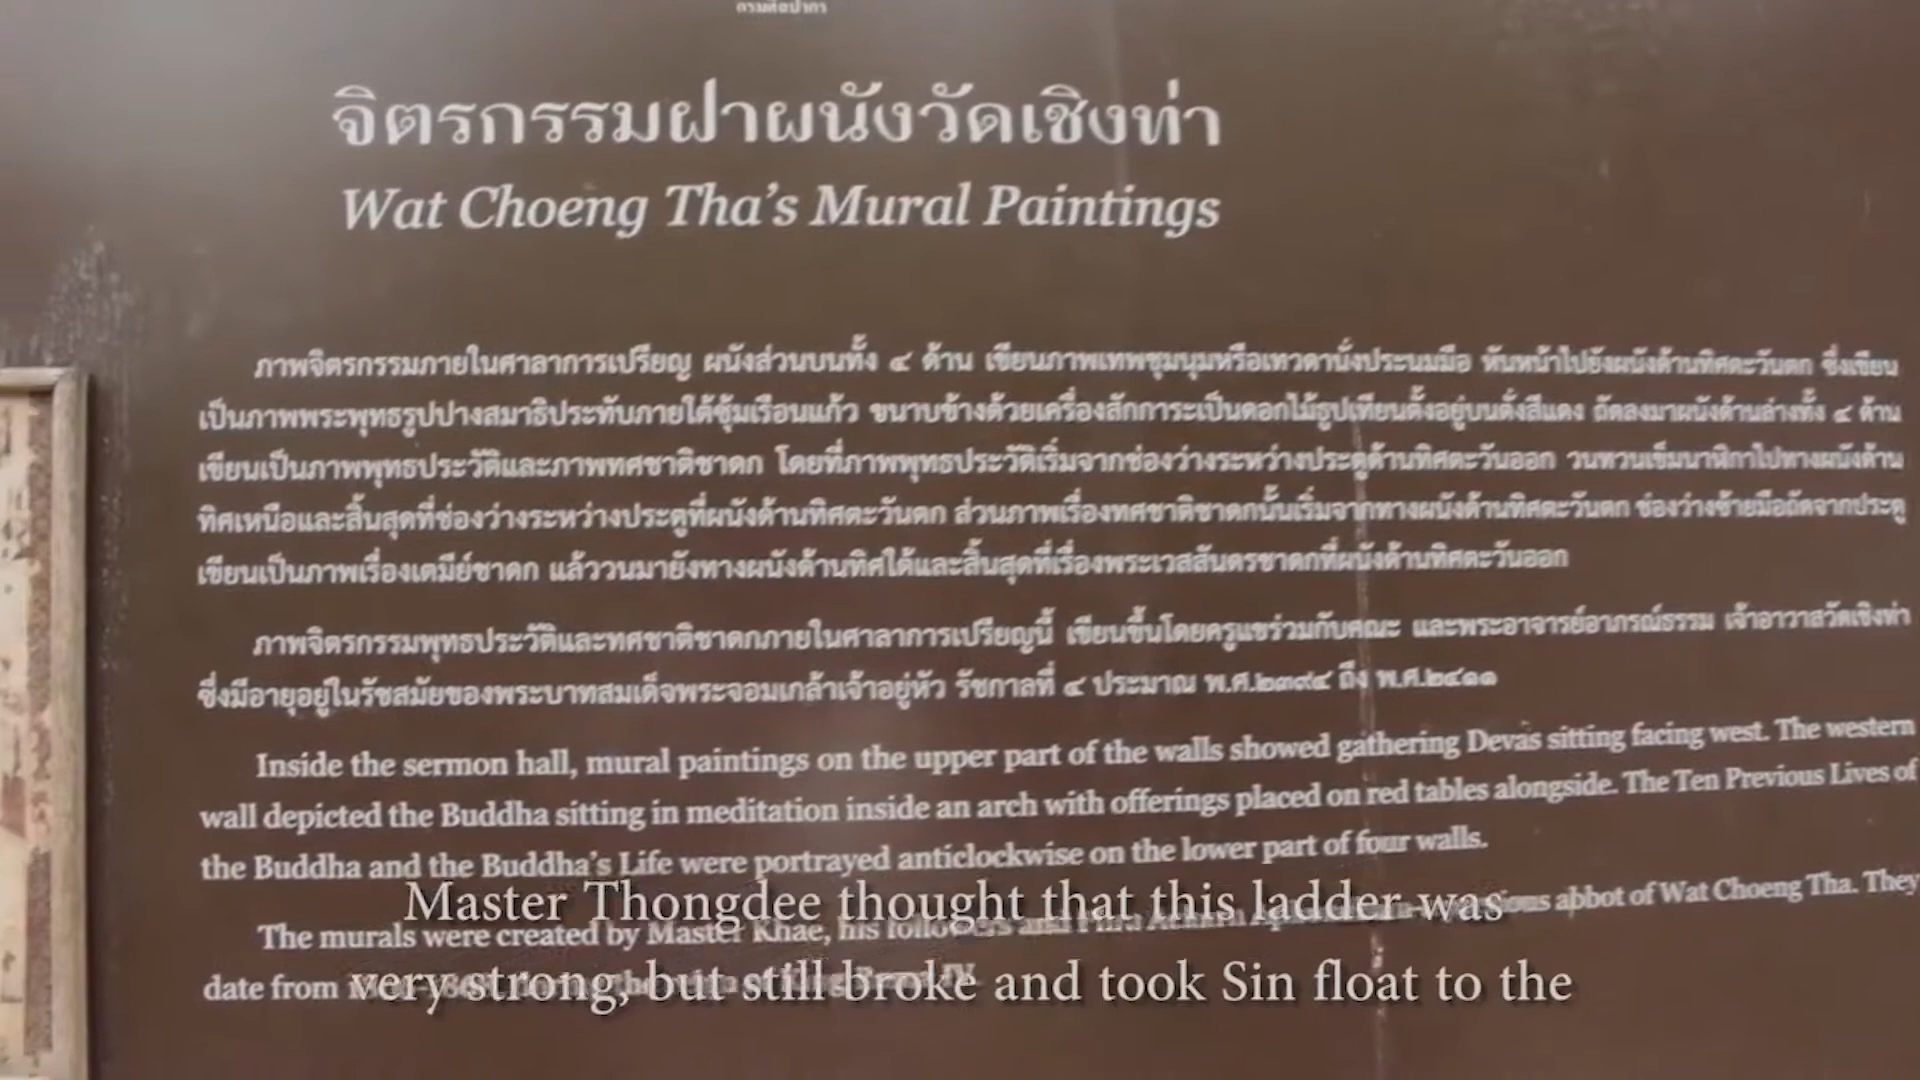 กรมศิลปากร
จิตรกรรมฝาผนังวัดเชิงท่า
Wat Choeng Tha's Mural Paintings
ภาพจิตรกรรมภายในศาลาการเปรียญ ผนังส่วนบนทั้ง ๔ ด้าน เขียนภาพเทพชุมนุมหรือเทวดานั่งประนมมือ หันหน้าไปยังผนังด้านทิศตะวันตก ซึ่งเขียน
เป็นภาพพระพุทธรูปปางสมาธิประทับภายใต้ซุ้มเรือนแก้ว ขนาบข้างด้วยเครื่องสักการะเป็นดอกไม้ธูปเทียนตั้งอยู่บนตั่งสีแดง ถัดลงมาผนังด้านล่างทั้ง ๔ ด้าน
เขียนเป็นภาพพุทธประวัติและภาพทศชาติชาดก โดยที่ภาพพุทธประวัติเริ่มจากช่องว่างระหว่างประตูด้านทิศตะวันออก วนทวนเข็มนาฬิกาไปทางผนังด้าน
ทิศเหนือและสิ้นสุดที่ช่องว่างระหว่างประตูที่ผนังด้านทิศตะวันตก ส่วนภาพเรื่องทศชาติชาดกนั้นเริ่มจากทางผนังด้านทิศตะวันตก ช่องว่างซ้ายมือถัดจากประตู
เขียนเป็นภาพเรื่องเตมีย์ชาดก แล้ววนมายังทางผนังด้านทิศใต้และสิ้นสุดที่เรื่องพระเวสสันดรชาดกที่ผนังด้านทิศตะวันออก
ภาพจิตรกรรมพุทธประวัติและทศชาติชาดกภายในศาลาการเปรียญนี้ เขียนขึ้นโดยครูแขร่วมกับคณะ และพระอาจารย์อาภรณ์ธรรม เจ้าอาวาสวัดเชิงท่า
ซึ่งมีอายุอยู่ในรัชสมัยของพระบาทสมเด็จพระจอมเกล้าเจ้าอยู่หัว รัชกาลที่ ๔ ประมาณ พ.ศ.๒๓๙๔ ถึง พ.ศ.๒๔๑๑
Inside the sermon hall, mural paintings on the upper part of the walls showed gathering Devas sitting facing west. The western
wall depicted the Buddha sitting in meditation inside an arch with offerings placed on red tables alongside. The Ten Previous Lives of
the Buddha and the Buddha's Life were portrayed anticlockwise on the lower part of four walls.
The murals were created by Master Khae, his followers and Phra Acharn abbot of Wat Choeng Tha. They
date from
Master Thongdee thought that this ladder was
very strong, but still broke and took Sin float to the